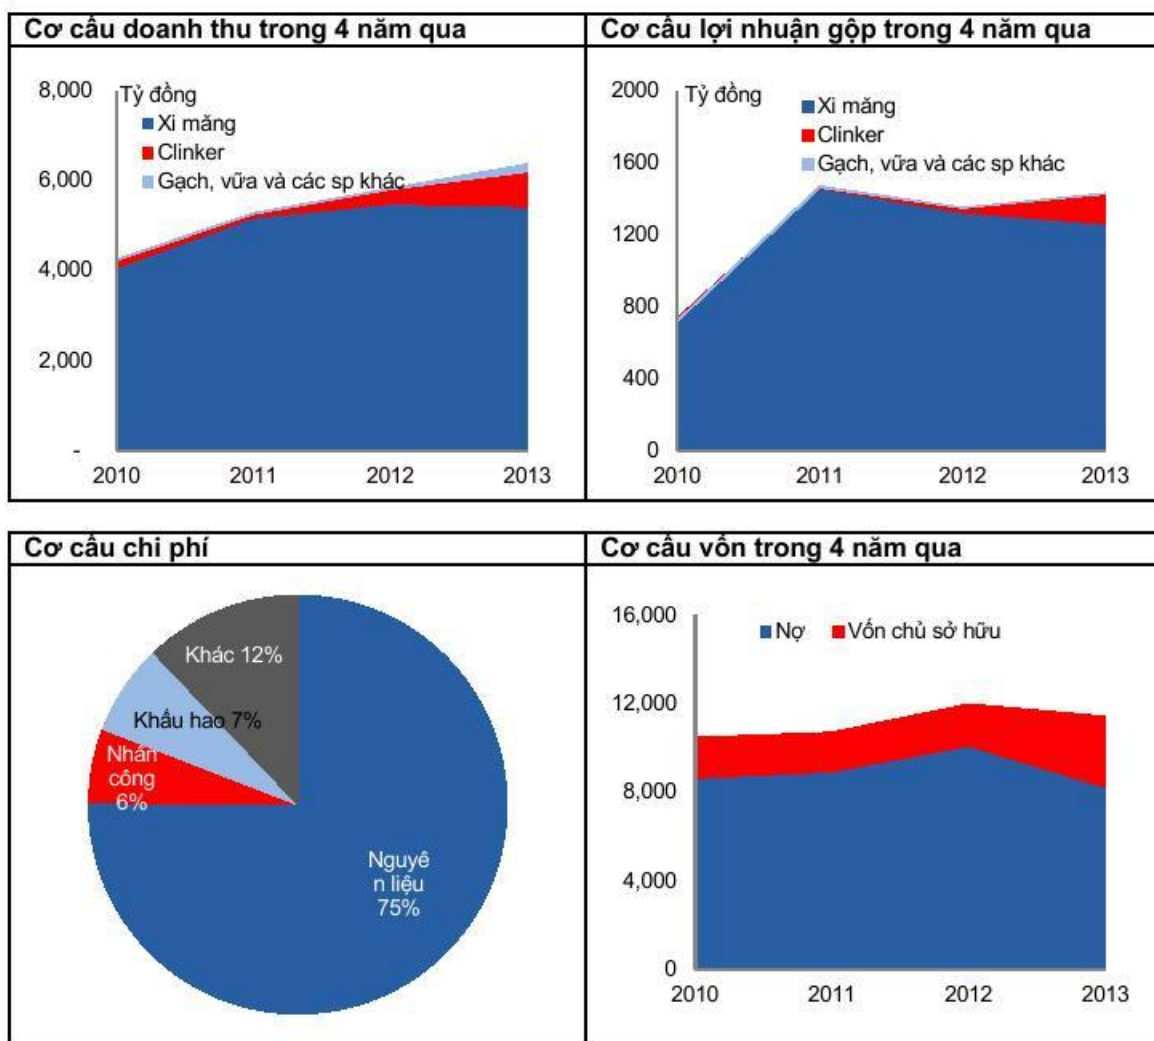 Cơ cấu doanh thu trong 4 năm qua
8,000
Tỷ đồng
Xi măng
Clinker
Gạch, vữa và các sp khác
6,000
4,000
2,000
-
2010 2011 2012 2013
Cơ cấu lợi nhuận gộp trong 4 năm qua
2000
Tỷ đồng
Xi măng
Clinker
Gạch, vữa và các sp khác
1600
1200
800
400
0
2010 2011 2012 2013
Cơ cấu chi phí
Khác 12%
Khấu hao 7%
Nhân
công
6%
Nguyê
n liệu
75%
Cơ cấu vốn trong 4 năm qua
16,000
Nợ Vốn chủ sở hữu
12,000
8,000
4,000
0
2010 2011 2012 2013